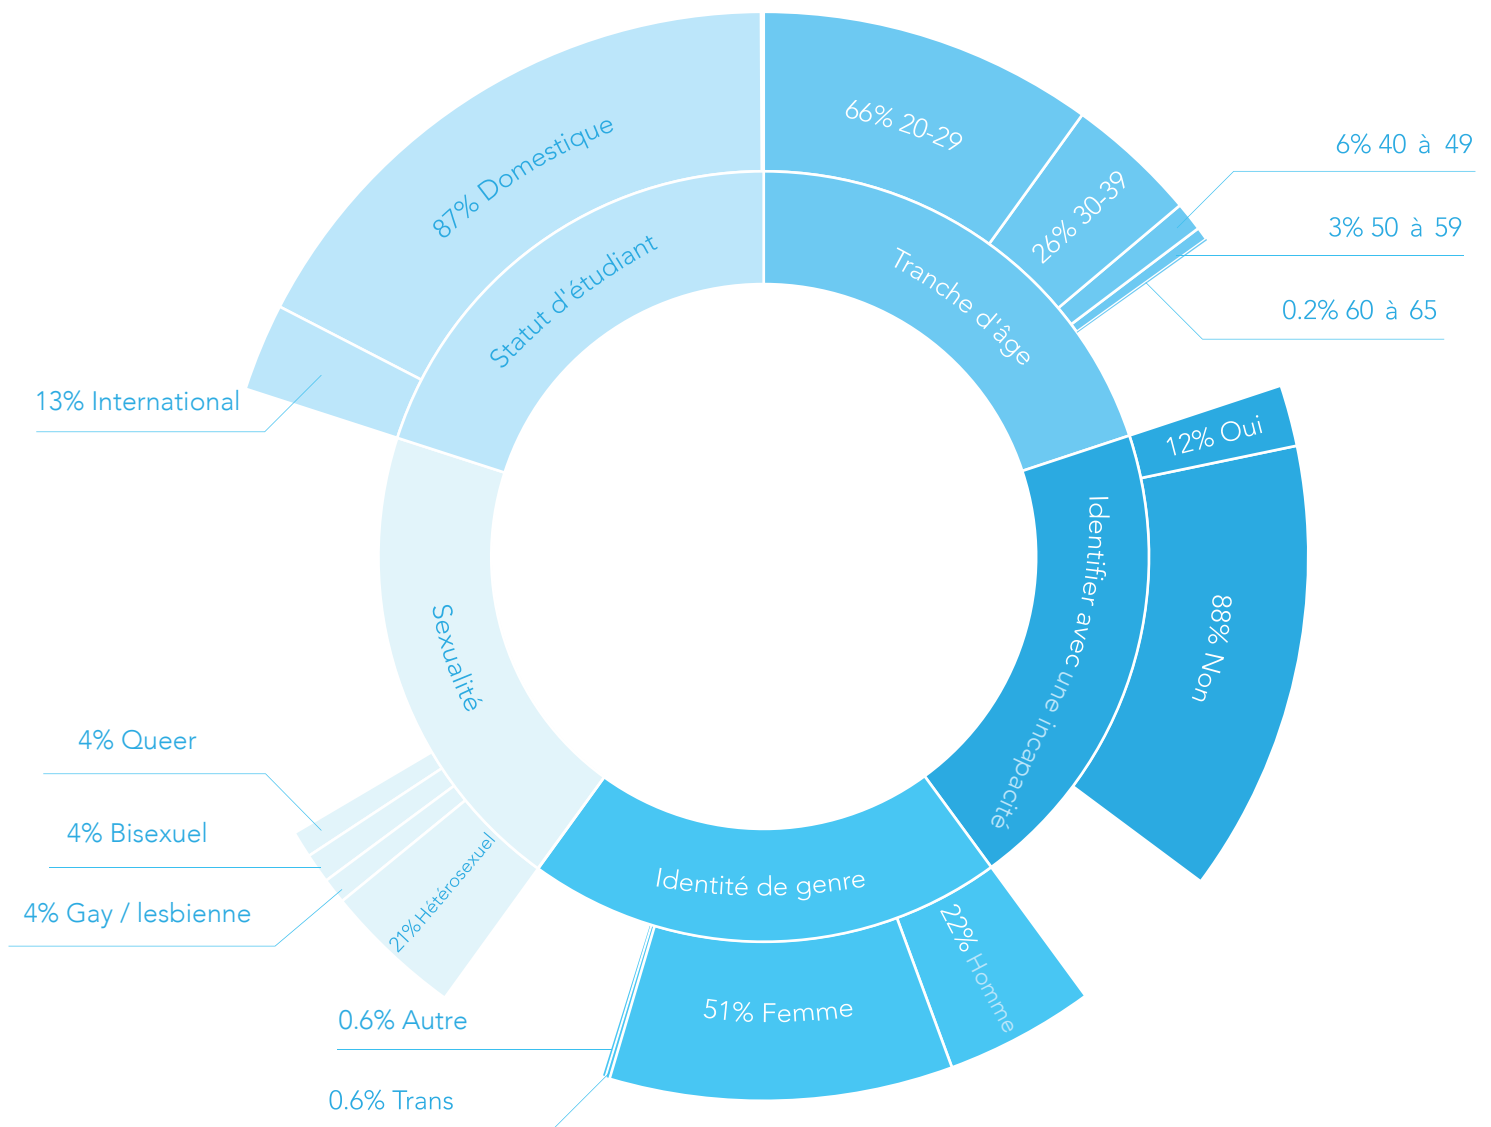 Tranche d'âge
66% 20-29
26% 30-39
6% 40 à 49
3% 50 à 59
0.2% 60 à 65
Identifier avec une incapacité
12% Oui
88% Non
Identité de genre
22% Homme
51% Femme
0.6% Trans
0.6% Autre
Sexualité
21% Hétérosexuel
4% Gay / lesbienne
4% Bisexuel
4% Queer
Statut d'étudiant
13% International
87% Domestique